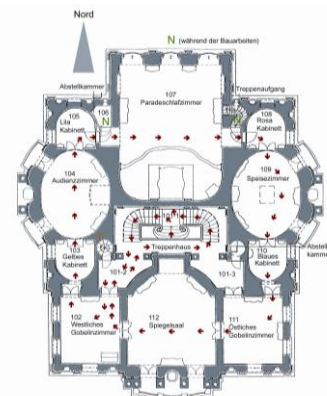 Nord
N (während der Bauarbeiten)
Abstellkammer
Treppenaufgang
107
Paradeschlafzimmer
105
Lila
Kabinett
106
N
N
108
Rosa
Kabinett
104
Audienzzimmer
109
Speisezimmer
Treppenhaus
103
Gelbes
Kabinett
101-2
101-3
110
Blaues
Kabinett
Abstell
kamme
102
Westliches
Gobelinzimmer
112
Spiegelsaal
111
Östliches
Gobelinzimmer